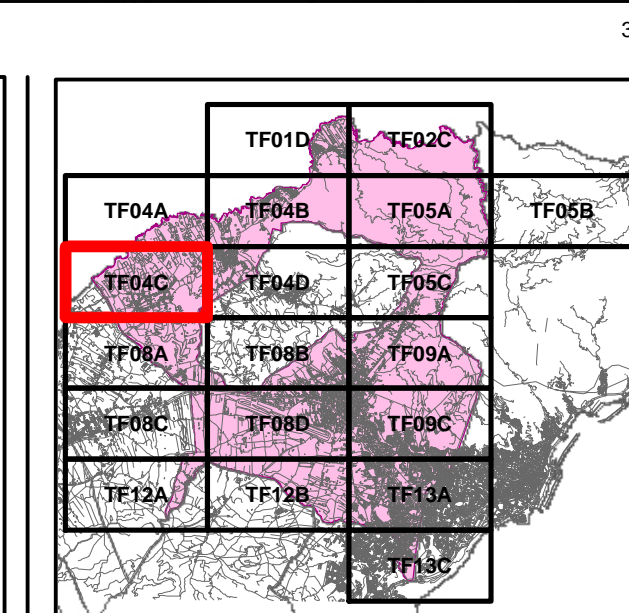 3
TF01D TF02C
TF04A TF04B TF05A TF05B
TF04C TF04D TF05C
TF08A TF08B TF09A
TF08C TF08D TF09C
TF12A TF12B TF13A
TF13C